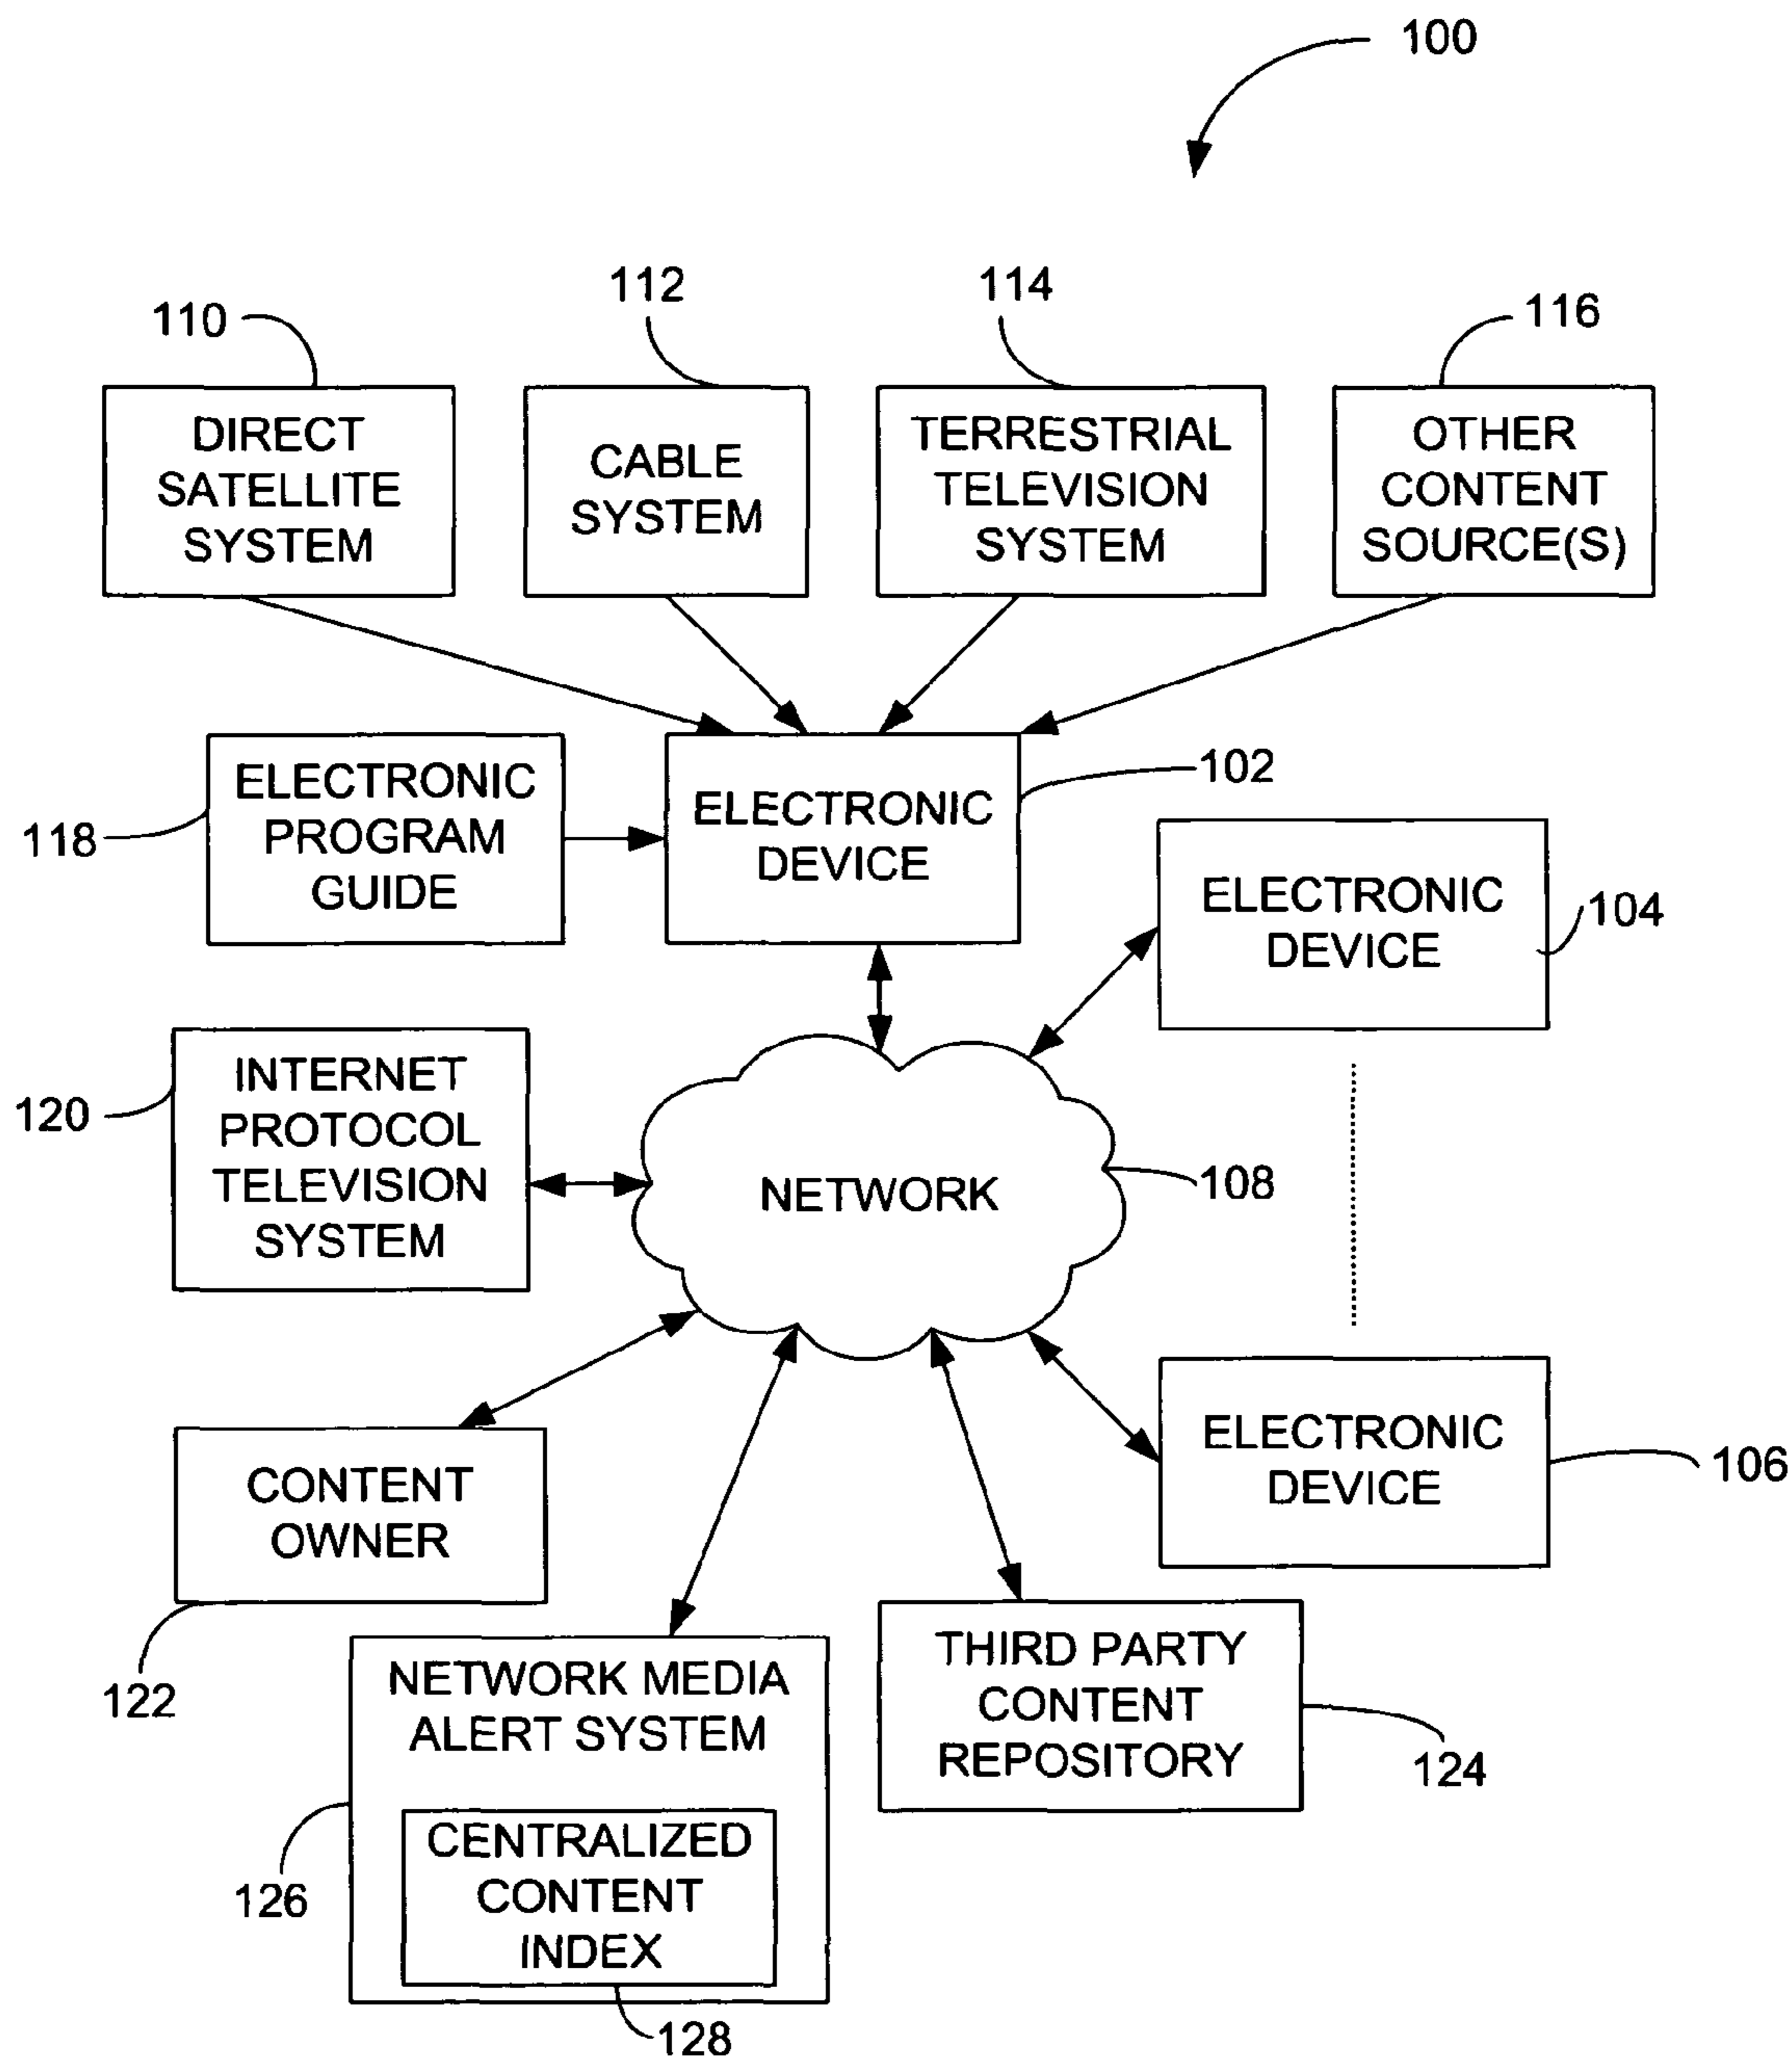 100
110
112
114
116
DIRECT
SATELLITE
SYSTEM
CABLE
SYSTEM
TERRESTRIAL
TELEVISION
SYSTEM
OTHER
CONTENT
SOURCE(S)
118
ELECTRONIC
PROGRAM
GUIDE
ELECTRONIC
DEVICE
102
ELECTRONIC
DEVICE
104
120
INTERNET
PROTOCOL
TELEVISION
SYSTEM
NETWORK
108
CONTENT
OWNER
122
ELECTRONIC
DEVICE
106
NETWORK MEDIA
ALERT SYSTEM
126
CENTRALIZED
CONTENT
INDEX
128
THIRD PARTY
CONTENT
REPOSITORY
124